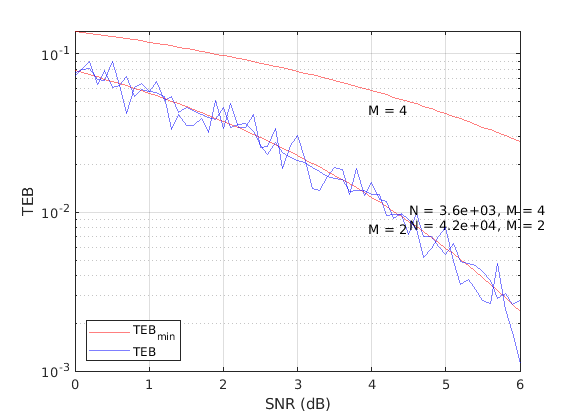 10^-1
M = 4
TEB
10^-2
N = 3.6e+03, M = 4
N = 4.2e+04, M = 2
M = 2
TEB_min
TEB
10^-3
0 1 2 3 4 5 6
SNR (dB)